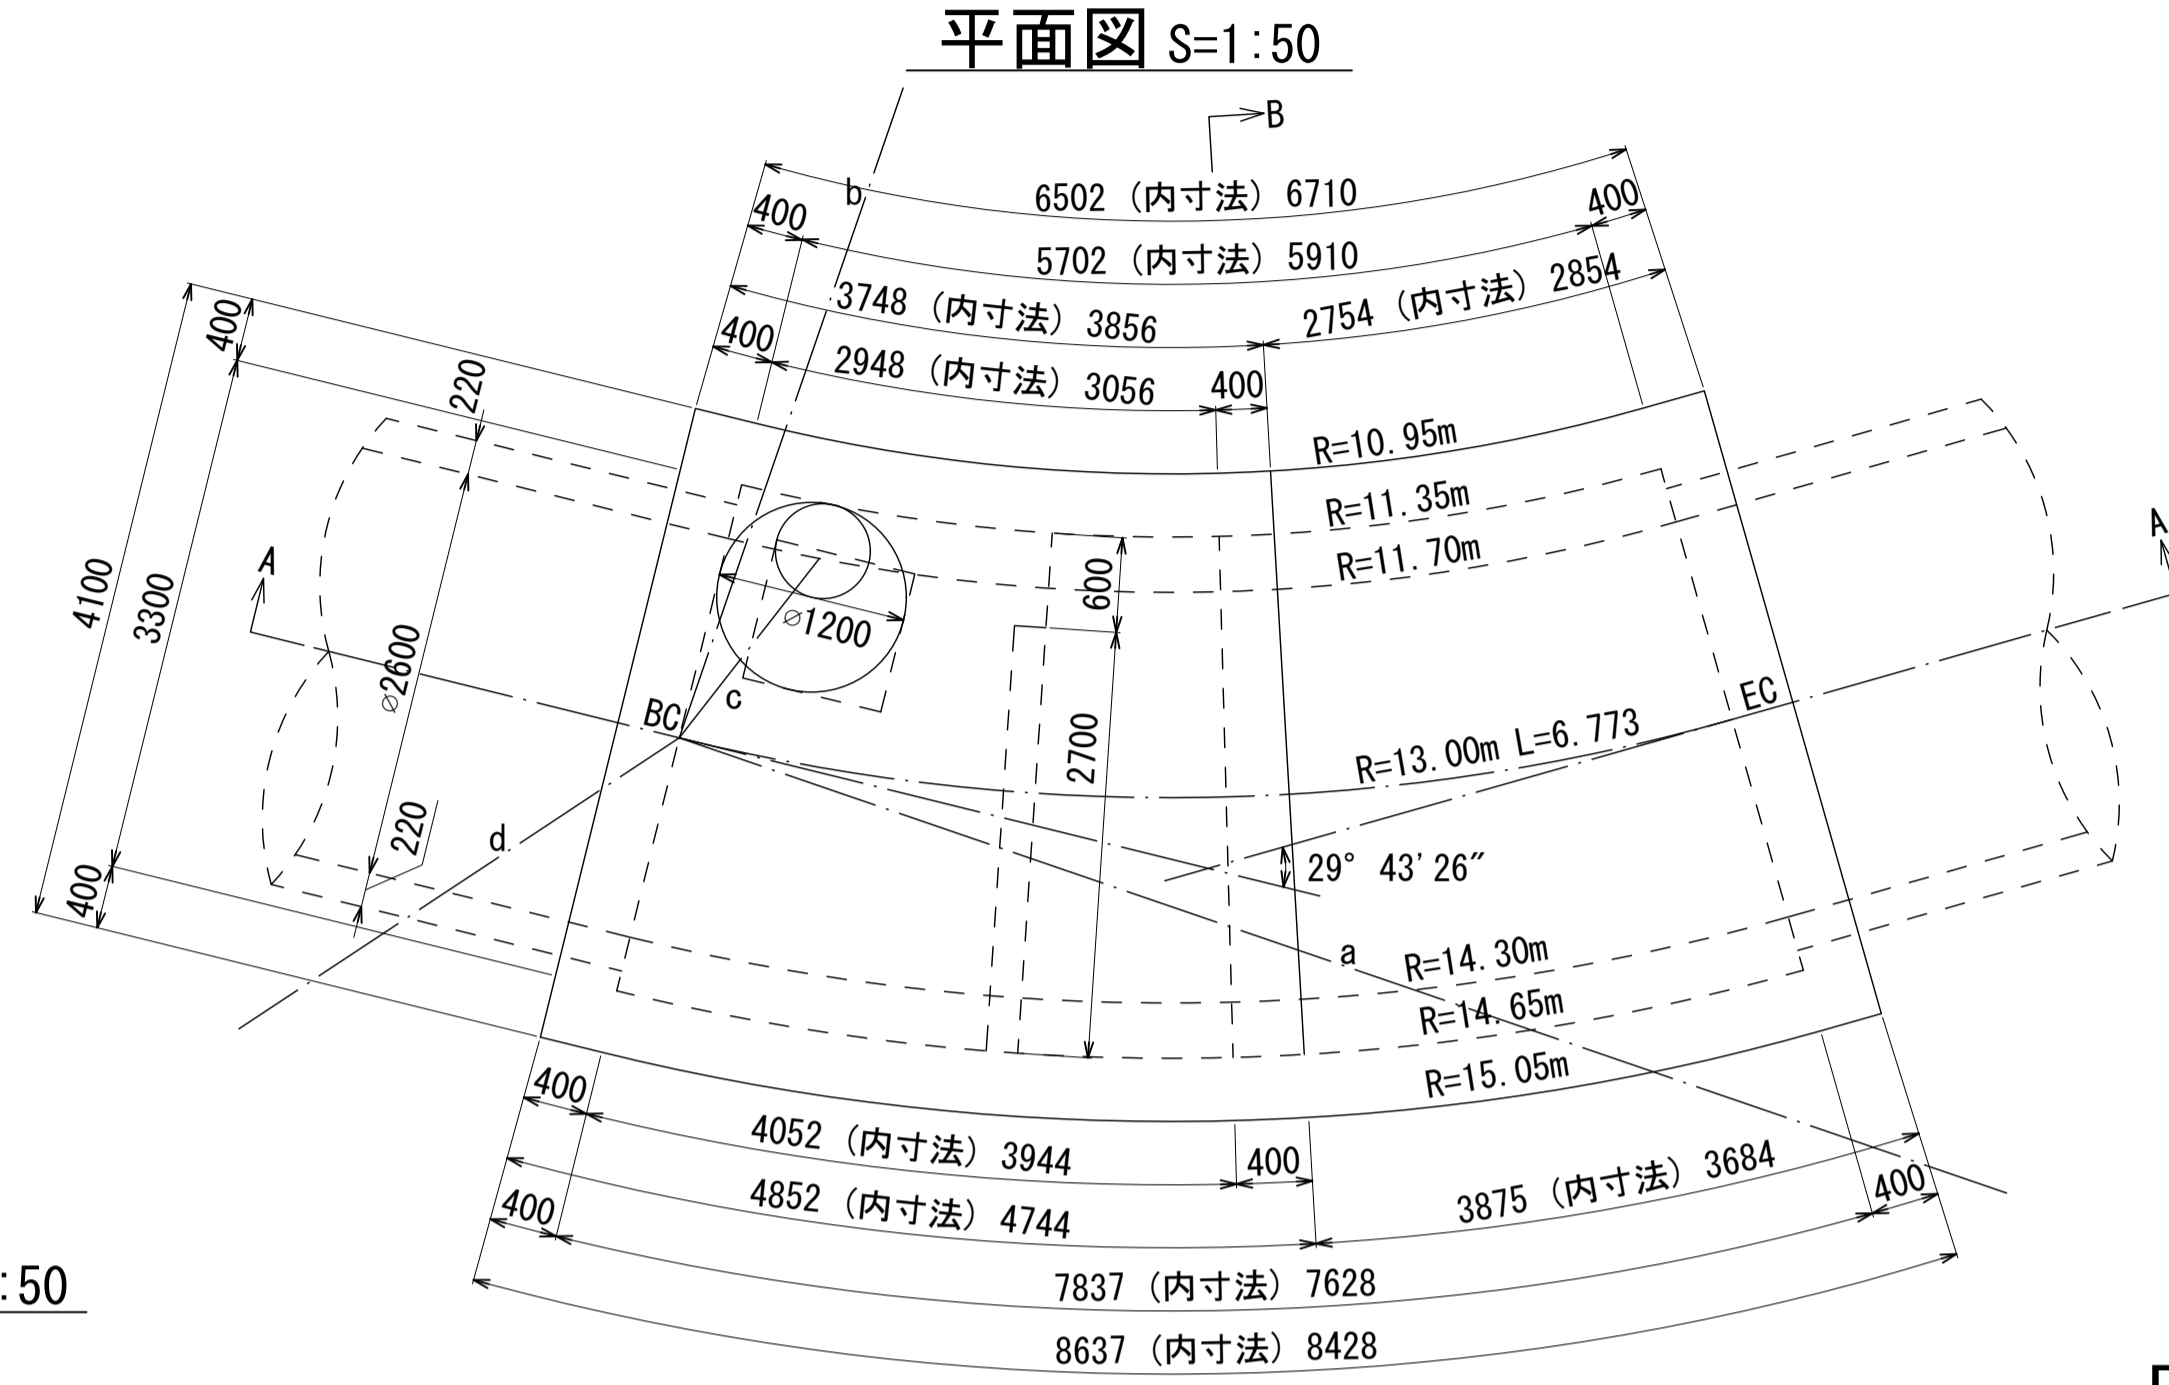 平面図 S=1:50
B
b
6502 (内寸法) 6710
400
400
5702 (内寸法) 5910
3748 (内寸法) 3856
2754 (内寸法) 2854
400
2948 (内寸法) 3056
400
400
220
R=10.95m
R=11.35m
R=11.70m
A
A
4100
3300
⌀2600
⌀1200
600
BC
c
EC
2700
R=13.00m L=6.773
d
220
29° 43'26"
400
a
R=14.30m
R=14.65m
R=15.05m
400
4052 (内寸法) 3944
400
3875 (内寸法) 3684
400
400
4852 (内寸法) 4744
7837 (内寸法) 7628
8637 (内寸法) 8428
:50